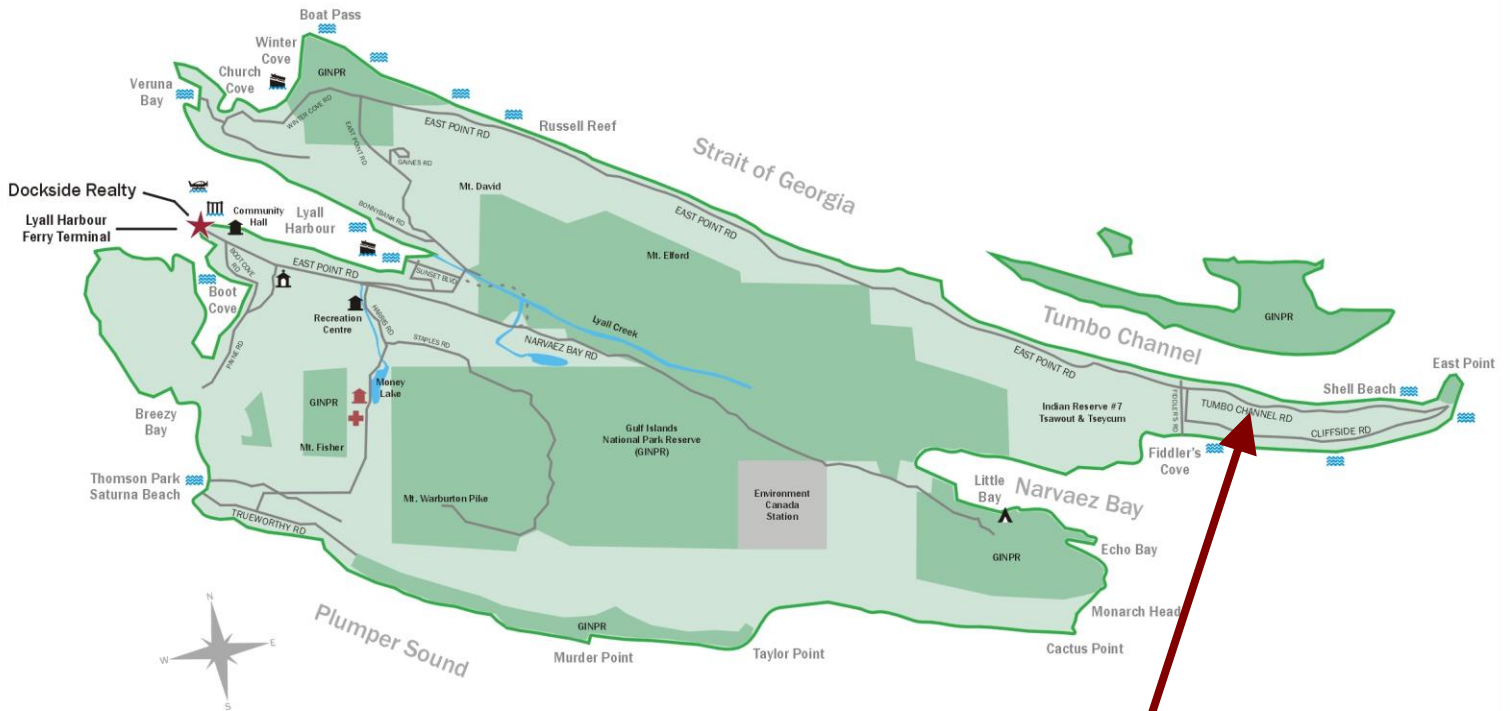 Boat Pass
Winter
Cove
Church
Cove
Veruna
Bay
GINPR
WINTER COVE RD
EAST POINT RD
EAST POINT RD
Russell Reef
GAINES RD
Strait of Georgia
Mt. David
Dockside Realty
Lyall Harbour
Ferry Terminal
Community
Hall
Lyall
Harbour
BONNYBANK RD
EAST POINT RD
Mt. Elford
BOOT COVE
RD
EAST POINT RD
SUNSET BLVD
Boot
Cove
Recreation
Centre
HARRIS RD
STAPLES RD
Lyall Creek
NARVAEZ BAY RD
Tumbo Channel
GINPR
EAST POINT RD
East Point
Shell Beach
PAYNE RD
Money
Lake
GINPR
Breezy
Bay
Mt. Fisher
Indian Reserve #7
Tsawout & Tseycum
FIDDLER'S RD
TUMBO CHANNEL RD
CLIFFSIDE RD
Gulf Islands
National Park Reserve
(GINPR)
Fiddler's
Cove
Thomson Park
Saturna Beach
Mt. Warburton Pike
Environment
Canada
Station
Little
Bay
Narvaez Bay
TRUEWORTHY RD
GINPR
Echo Bay
Plumper Sound
GINPR
Monarch Head
Cactus Point
Murder Point
Taylor Point
N
W
E
S